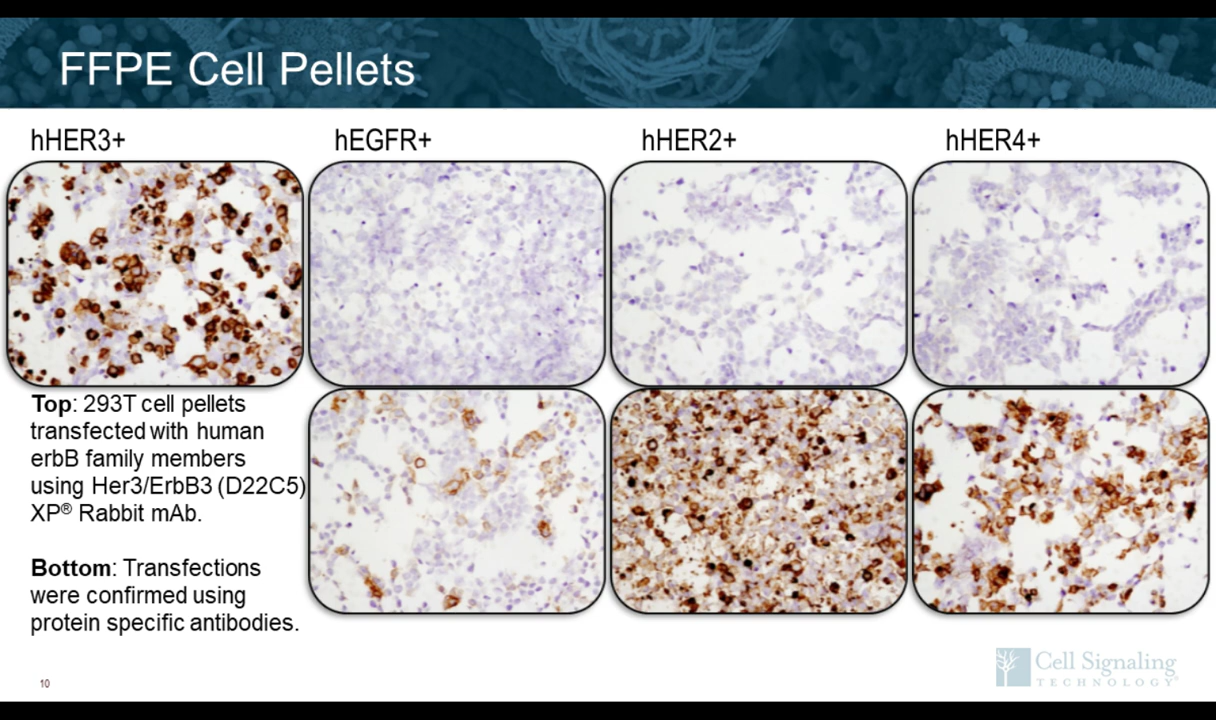 FFPE Cell Pellets
hHER3+
hEGFR+
hHER2+
hHER4+
Top: 293T cell pellets
transfected with human
erbB family members
using Her3/ErbB3 (D22C5)
XP® Rabbit mAb.
Bottom: Transfections
were confirmed using
protein specific antibodies.
10
Cell Signaling
TECHNOLOGY®